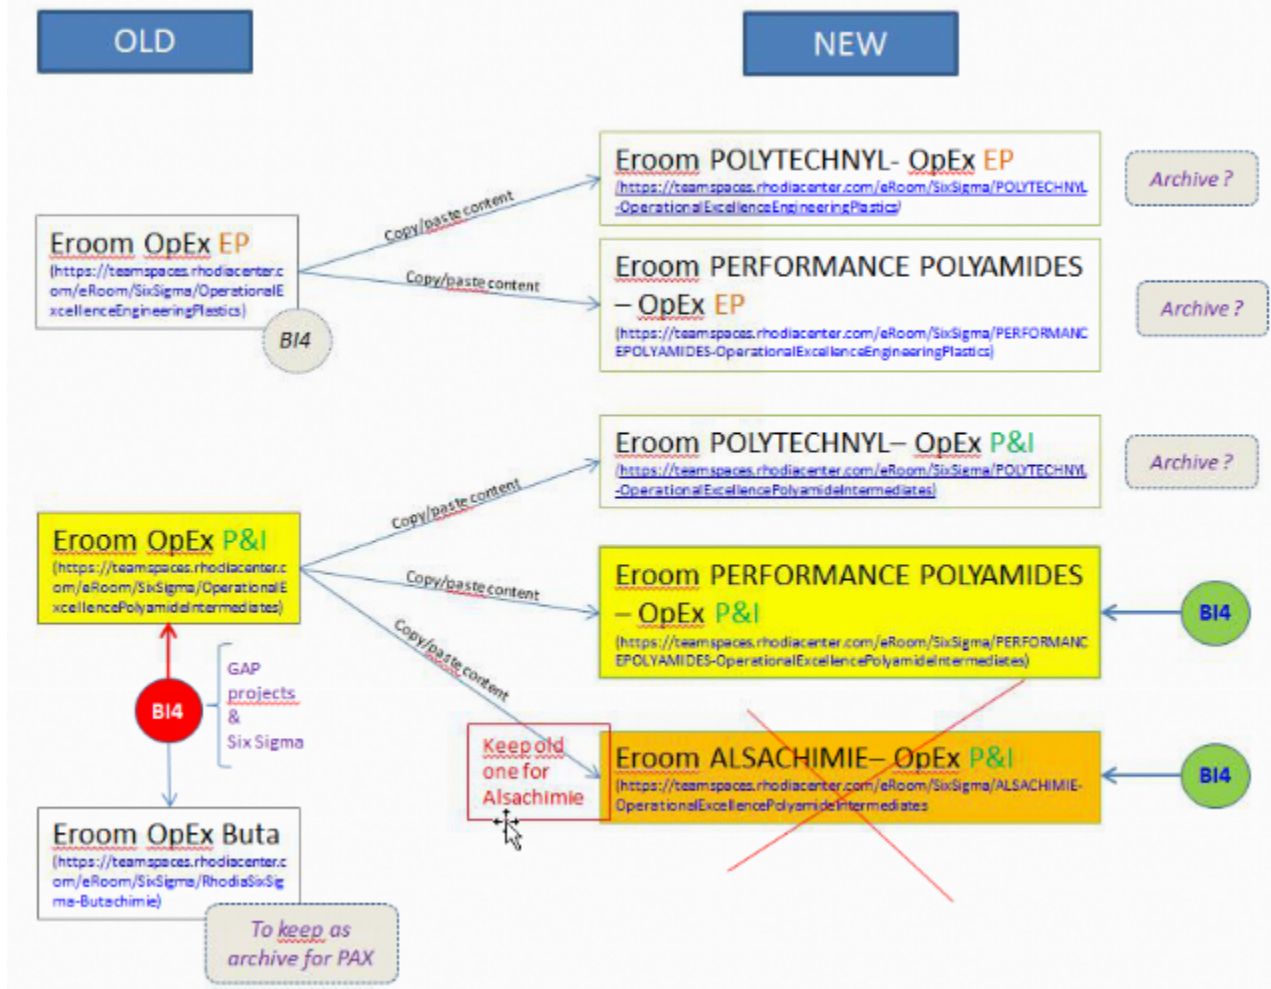 OLD
NEW
Eroom POLYTECHNYL- OpEx EP
(https://teamspaces.rhodiacenter.com/eRoom/SixSigma/POLYTECHNYL
-OperationalExcellenceEngineeringPlastics)
Archive ?
Copy/paste content
Eroom OpEx EP
(https://teamspaces.rhodiacenter.c
om/eRoom/SixSigma/OperationalE
xcellenceEngineeringPlastics)
BI4
Copy/paste content
Eroom PERFORMANCE POLYAMIDES
– OpEx EP
(https://teamspaces.rhodiacenter.com/eRoom/SixSigma/PERFORMANC
EPOLYAMIDES-OperationalExcellenceEngineeringPlastics)
Archive ?
Eroom POLYTECHNYL– OpEx P&I
(https://teamspaces.rhodiacenter.com/eRoom/SixSigma/POLYTECHNYL
-OperationalExcellencePolyamideIntermediates)
Archive ?
Copy/paste content
Eroom OpEx P&I
(https://teamspaces.rhodiacenter.c
om/eRoom/SixSigma/OperationalE
xcellencePolyamideIntermediates)
Copy/paste content
Eroom PERFORMANCE POLYAMIDES
– OpEx P&I
(https://teamspaces.rhodiacenter.com/eRoom/SixSigma/PERFORMANC
EPOLYAMIDES-OperationalExcellencePolyamideIntermediates)
BI4
Copy/paste content
GAP
projects
&
Six Sigma
BI4
Keep old
one for
Alsachimie
Eroom ALSACHIMIE– OpEx P&I
(https://teamspaces.rhodiacenter.com/eRoom/SixSigma/ALSACHIMIE-
OperationalExcellencePolyamideIntermediates
BI4
Eroom OpEx Buta
(https://teamspaces.rhodiacenter.c
om/eRoom/SixSigma/RhodiaSixSig
ma-Butachimie)
To keep as
archive for PAX